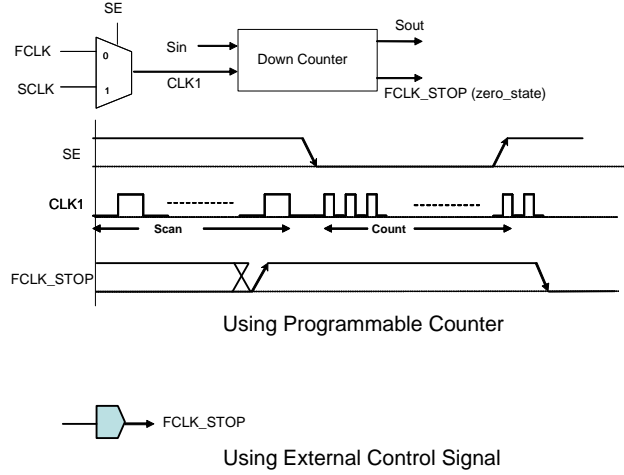 SE
FCLK
0
Sin
Sout
Down Counter
SCLK
1
CLK1
FCLK_STOP (zero_state)
SE
CLK1
Scan
Count
FCLK_STOP
Using Programmable Counter
FCLK_STOP
Using External Control Signal